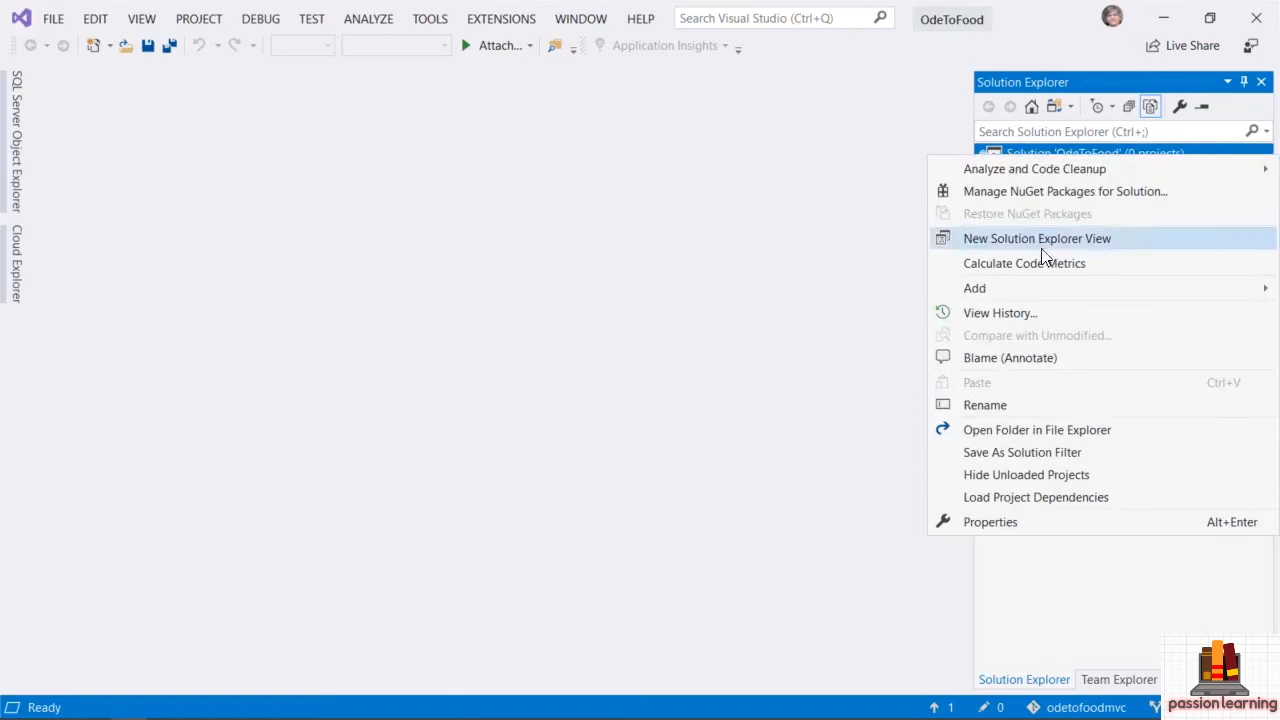 FILE EDIT VIEW PROJECT DEBUG TEST ANALYZE TOOLS EXTENSIONS WINDOW HELP Search Visual Studio (Ctrl+Q) OdeToFood
Attach... Application Insights Live Share
SQL Server Object Explorer
Cloud Explorer
Solution Explorer
Search Solution Explorer (Ctrl+;)
Solution 'OdeToFood' (0 projects)
Analyze and Code Cleanup
Manage NuGet Packages for Solution...
Restore NuGet Packages
New Solution Explorer View
Calculate Code Metrics
Add
View History...
Compare with Unmodified...
Blame (Annotate)
Paste Ctrl+V
Rename
Open Folder in File Explorer
Save As Solution Filter
Hide Unloaded Projects
Load Project Dependencies
Properties Alt+Enter
Solution Explorer Team Explorer
Ready 1 0 odetofoodmvc
passion learning